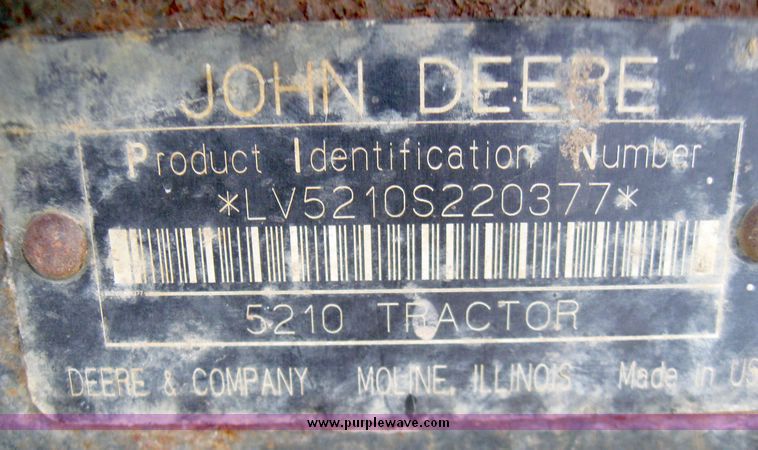 JOHN DEERE
Product Identification Number
*LV5210S220377*
5210 TRACTOR
DEERE & COMPANY MOLINE, ILLINOIS Made in US
www.purplewave.com